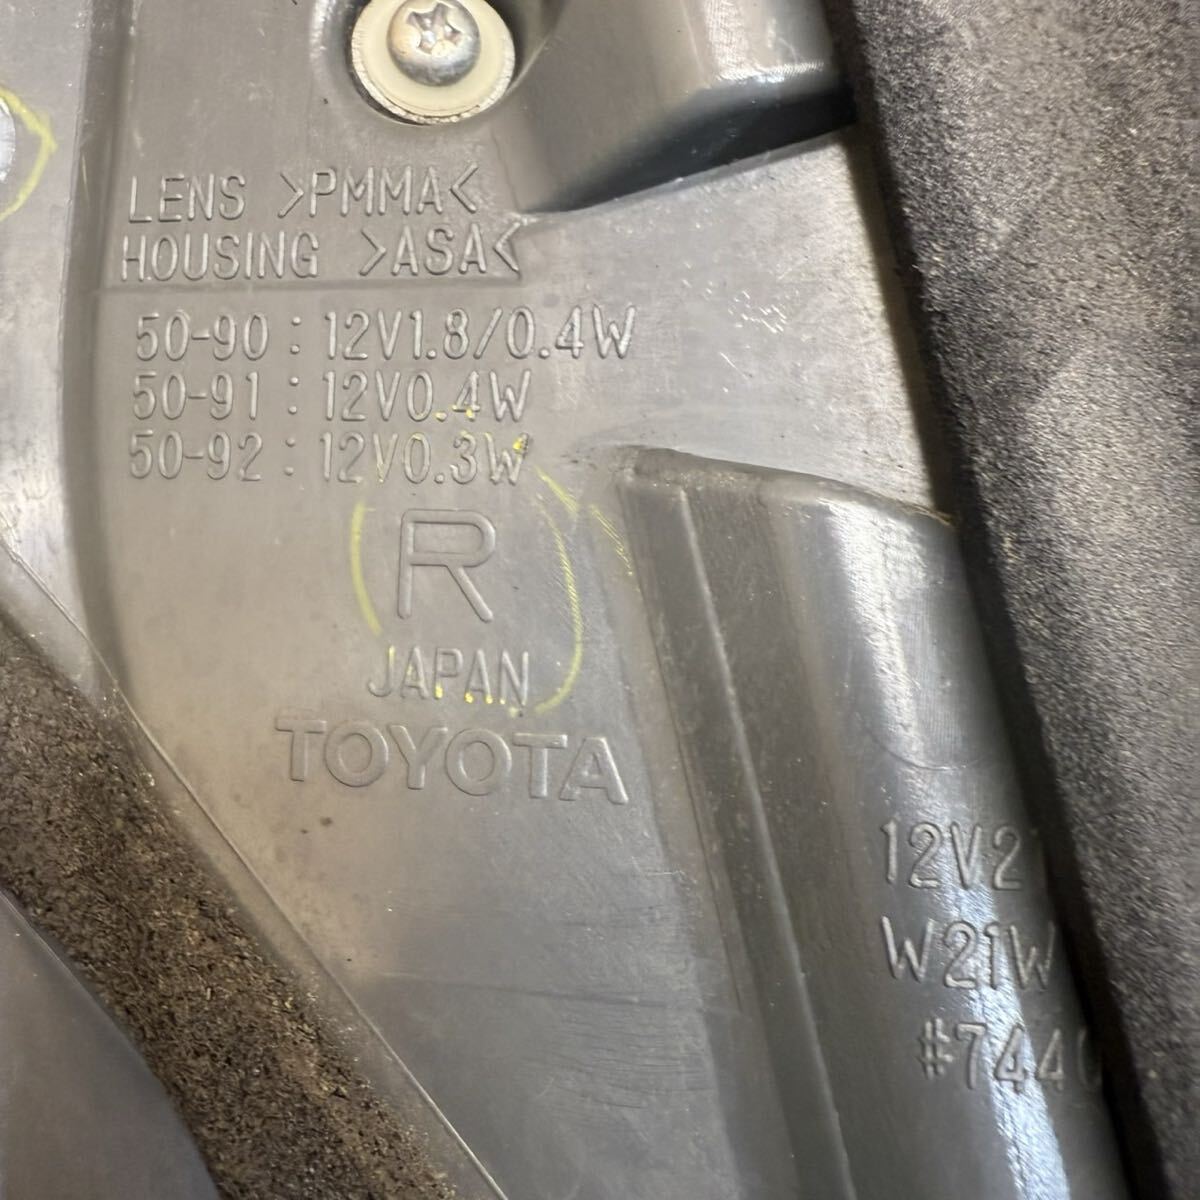 LENS >PMMA<
HOUSING >ASA<
50-90 : 12V1.8/0.4W
50-91 : 12V0.4W
50-92 : 12V0.3W
R
JAPAN
TOYOTA
12V2
W21W
#7440